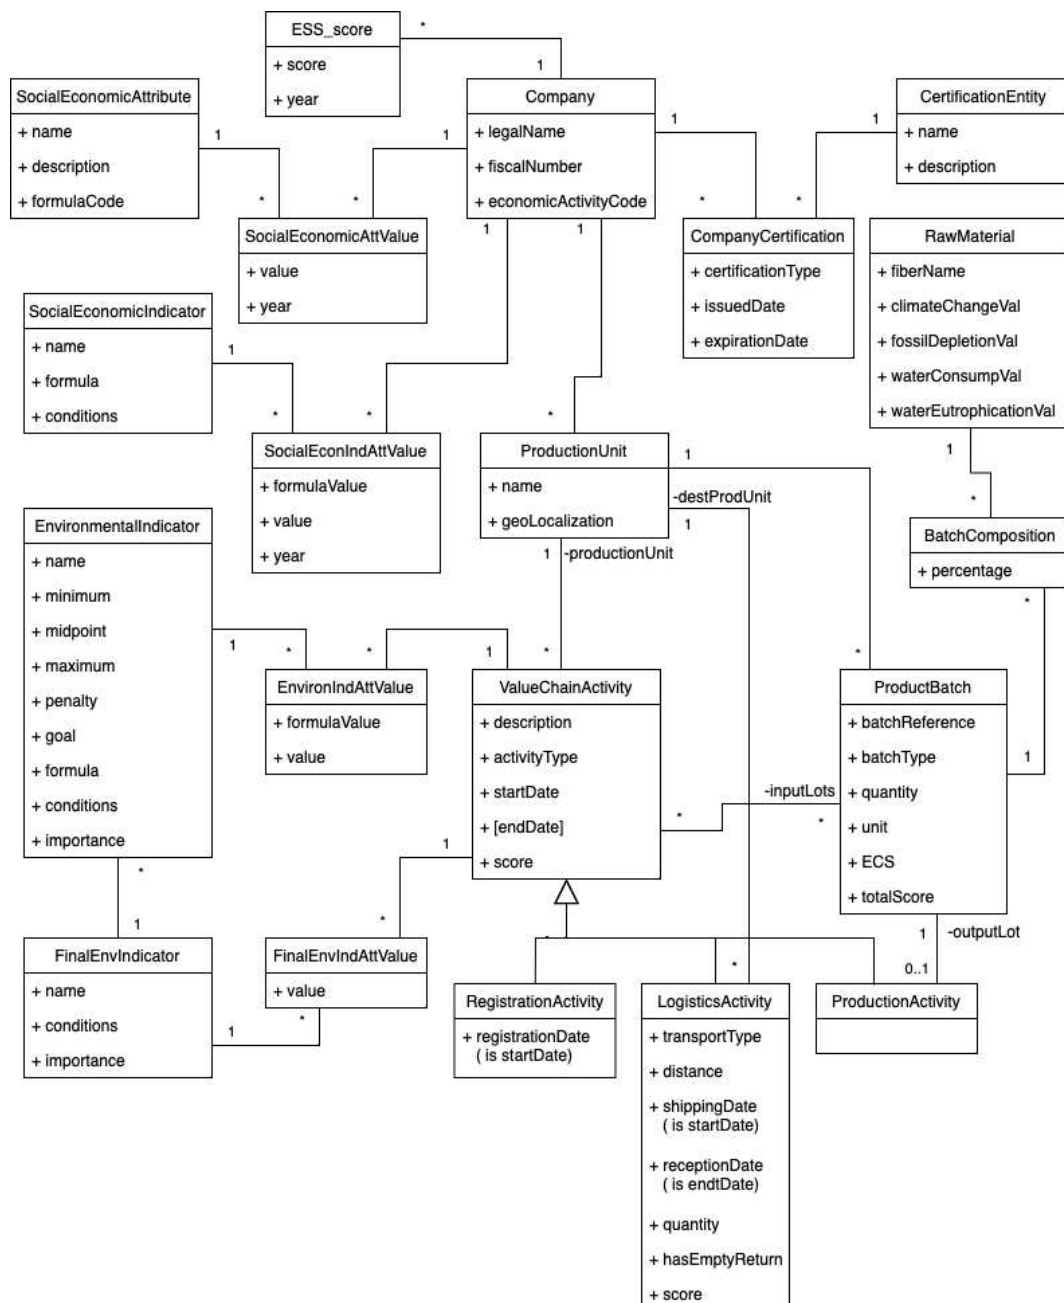 ESS_score
+ score
+ year
*
1
SocialEconomicAttribute
+ name
+ description
+ formulaCode
1
*
Company
+ legalName
+ fiscalNumber
+ economicActivityCode
1
*
1
1
1
*
CertificationEntity
+ name
+ description
1
*
SocialEconomicAttValue
+ value
+ year
CompanyCertification
+ certificationType
+ issuedDate
+ expirationDate
RawMaterial
+ fiberName
+ climateChangeVal
+ fossilDepletionVal
+ waterConsumpVal
+ waterEutrophicationVal
1
*
SocialEconomicIndicator
+ name
+ formula
+ conditions
1
*
*
*
SocialEconIndAttValue
+ formulaValue
+ value
+ year
ProductionUnit
+ name
+ geoLocalization
1
-destProdUnit
1
1
-productionUnit
*
*
BatchComposition
+ percentage
*
1
EnvironmentalIndicator
+ name
+ minimum
+ midpoint
+ maximum
+ penalty
+ goal
+ formula
+ conditions
+ importance
1
*
*
1
EnvironIndAttValue
+ formulaValue
+ value
ValueChainActivity
+ description
+ activityType
+ startDate
+ [endDate]
+ score
*
-inputLots
*
ProductBatch
+ batchReference
+ batchType
+ quantity
+ unit
+ ECS
+ totalScore
1
-outputLot
0..1
*
1
1
*
FinalEnvIndicator
+ name
+ conditions
+ importance
1
*
FinalEnvIndAttValue
+ value
RegistrationActivity
+ registrationDate
( is startDate)
*
LogisticsActivity
+ transportType
+ distance
+ shippingDate
( is startDate)
+ receptionDate
( is endtDate)
+ quantity
+ hasEmptyReturn
+ score
ProductionActivity